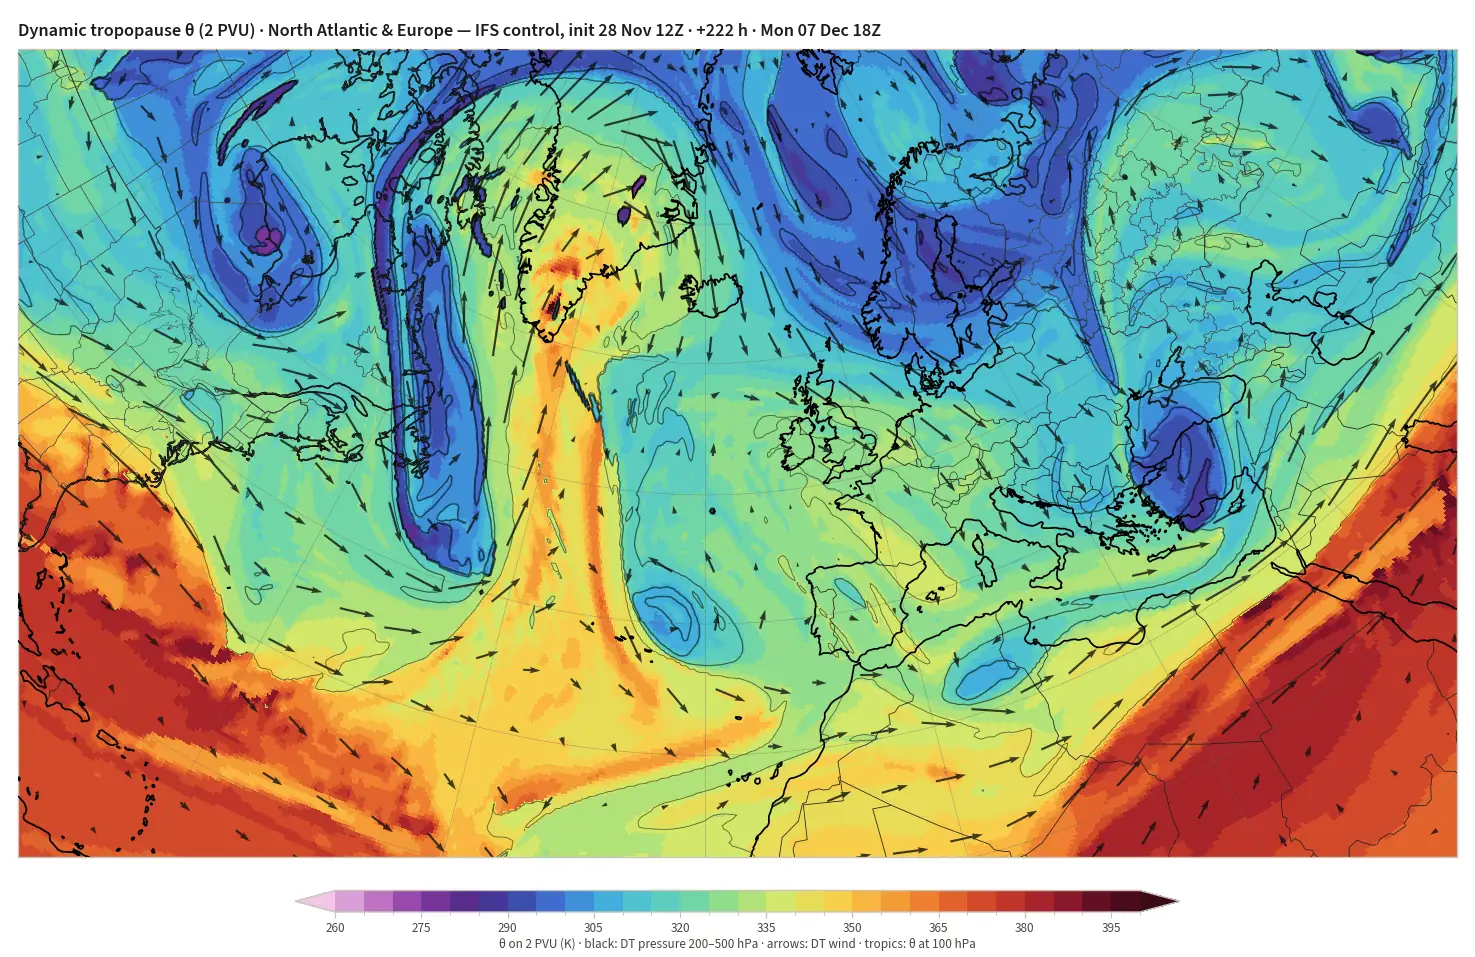 Dynamic tropopause θ (2 PVU) · North Atlantic & Europe — IFS control, init 28 Nov 12Z · +222 h · Mon 07 Dec 18Z
260 275 290 305 320 335 350 365 380 395
θ on 2 PVU (K) · black: DT pressure 200–500 hPa · arrows: DT wind · tropics: θ at 100 hPa